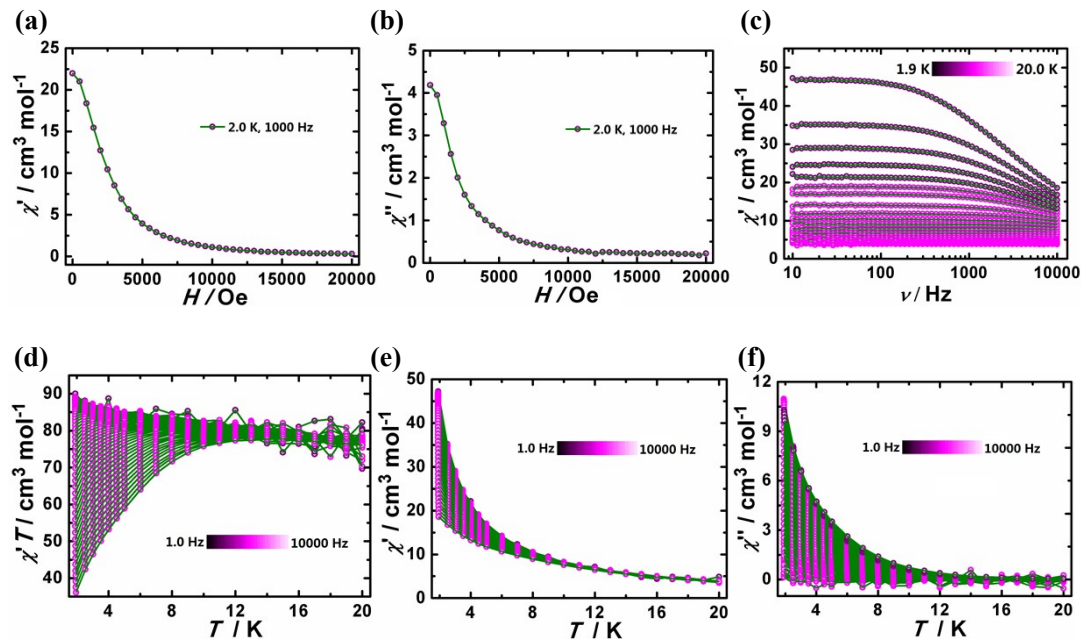 (a)
χ' / cm³ mol⁻¹
25
20
15
10
5
0
2.0 K, 1000 Hz
0 5000 10000 15000 20000
H / Oe
(b)
χ'' / cm³ mol⁻¹
5
4
3
2
1
0
2.0 K, 1000 Hz
0 5000 10000 15000 20000
H / Oe
(c)
χ' / cm³ mol⁻¹
50
40
30
20
10
0
1.9 K 20.0 K
10 100 1000 10000
ν / Hz
(d)
χ'T / cm³ mol⁻¹
90
80
70
60
50
40
1.0 Hz 10000 Hz
4 8 12 16 20
T / K
(e)
χ' / cm³ mol⁻¹
50
40
30
20
10
0
1.0 Hz 10000 Hz
4 8 12 16 20
T / K
(f)
χ'' / cm³ mol⁻¹
12
9
6
3
0
1.0 Hz 10000 Hz
4 8 12 16 20
T / K